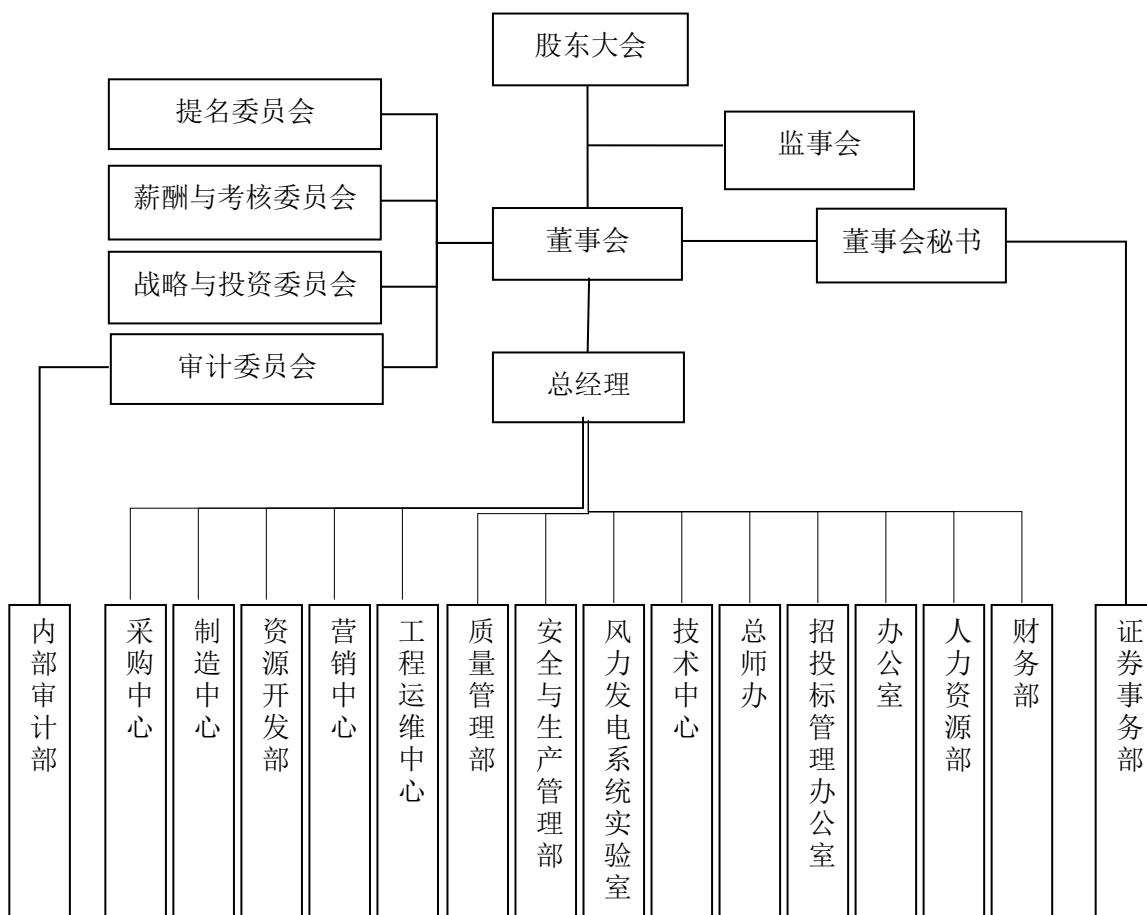 股东大会
提名委员会
监事会
薪酬与考核委员会
董事会
董事会秘书
战略与投资委员会
审计委员会
总经理
内部审计部
采购中心
制造中心
资源开发部
营销中心
工程运维中心
质量管理部
安全与生产管理部
风力发电系统实验室
技术中心
总师办
招投标管理办公室
办公室
人力资源部
财务部
证券事务部